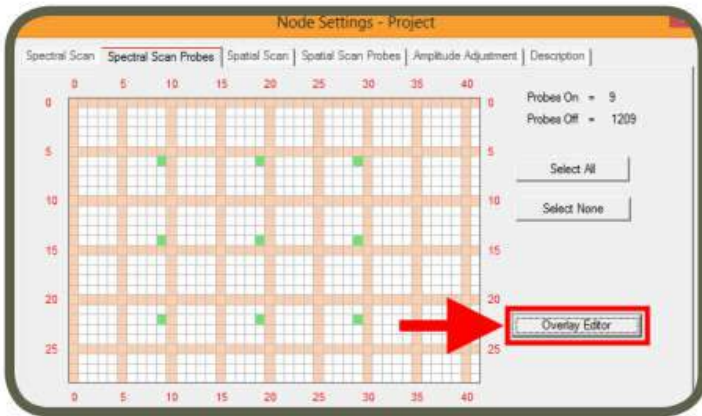 Node Settings - Project
Spectral Scan Spectral Scan Probes Spatial Scan Spatial Scan Probes Amplitude Adjustment Description
0 5 10 15 20 25 30 35 40
0 0 Probes On = 9
Probes Off = 1209
5 5
Select All
10 10
Select None
15 15
20 20
Overlay Editor
25 25
0 5 10 15 20 25 30 35 40